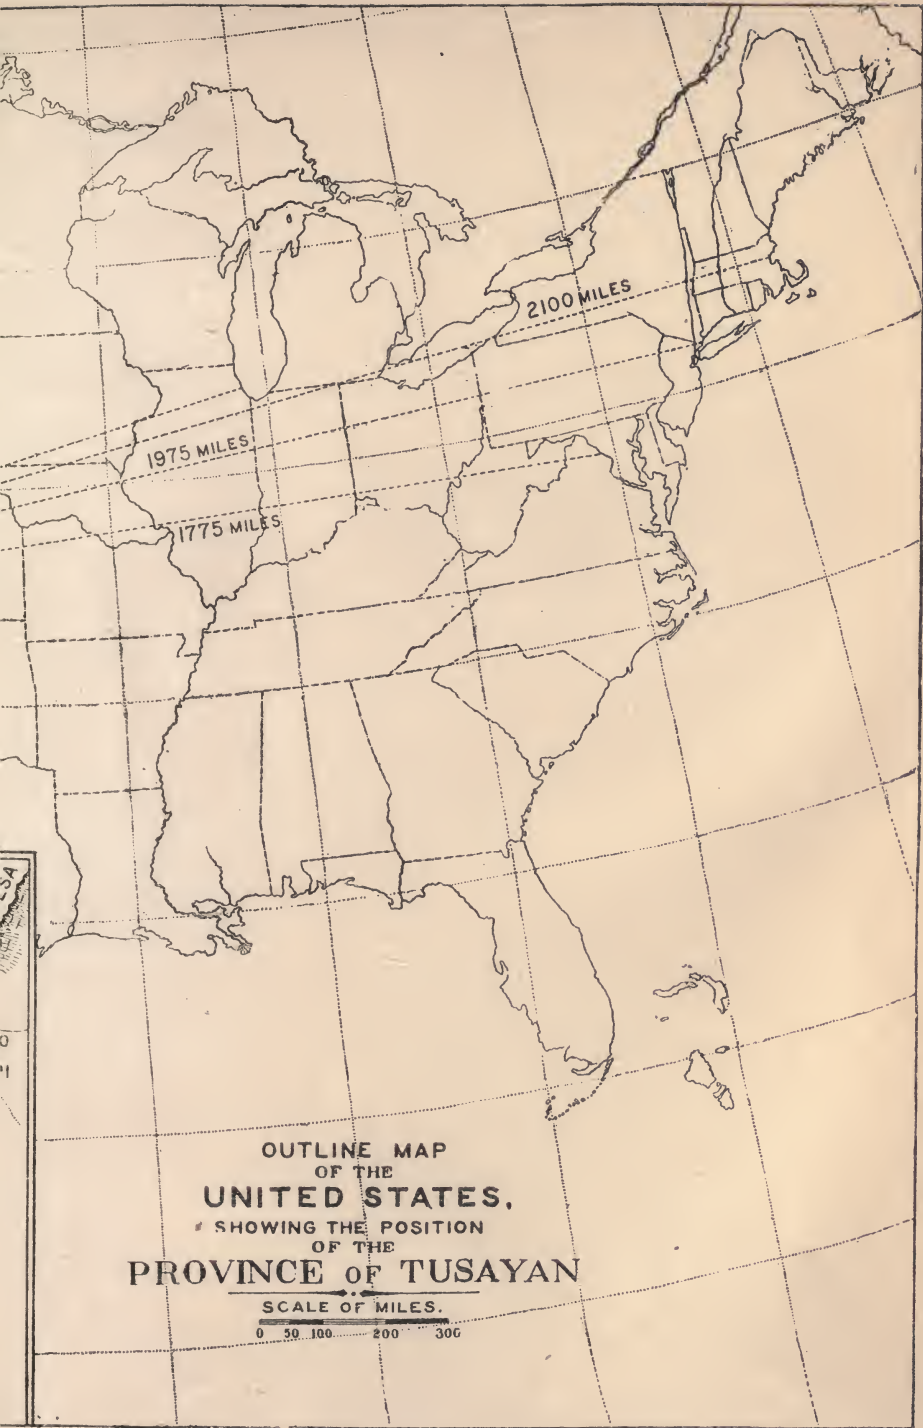 2100 MILES
1975 MILES
1775 MILES
OUTLINE MAP
OF THE
UNITED STATES,
SHOWING THE POSITION
OF THE
PROVINCE OF TUSAYAN
SCALE OF MILES.
0 50 100 200 300